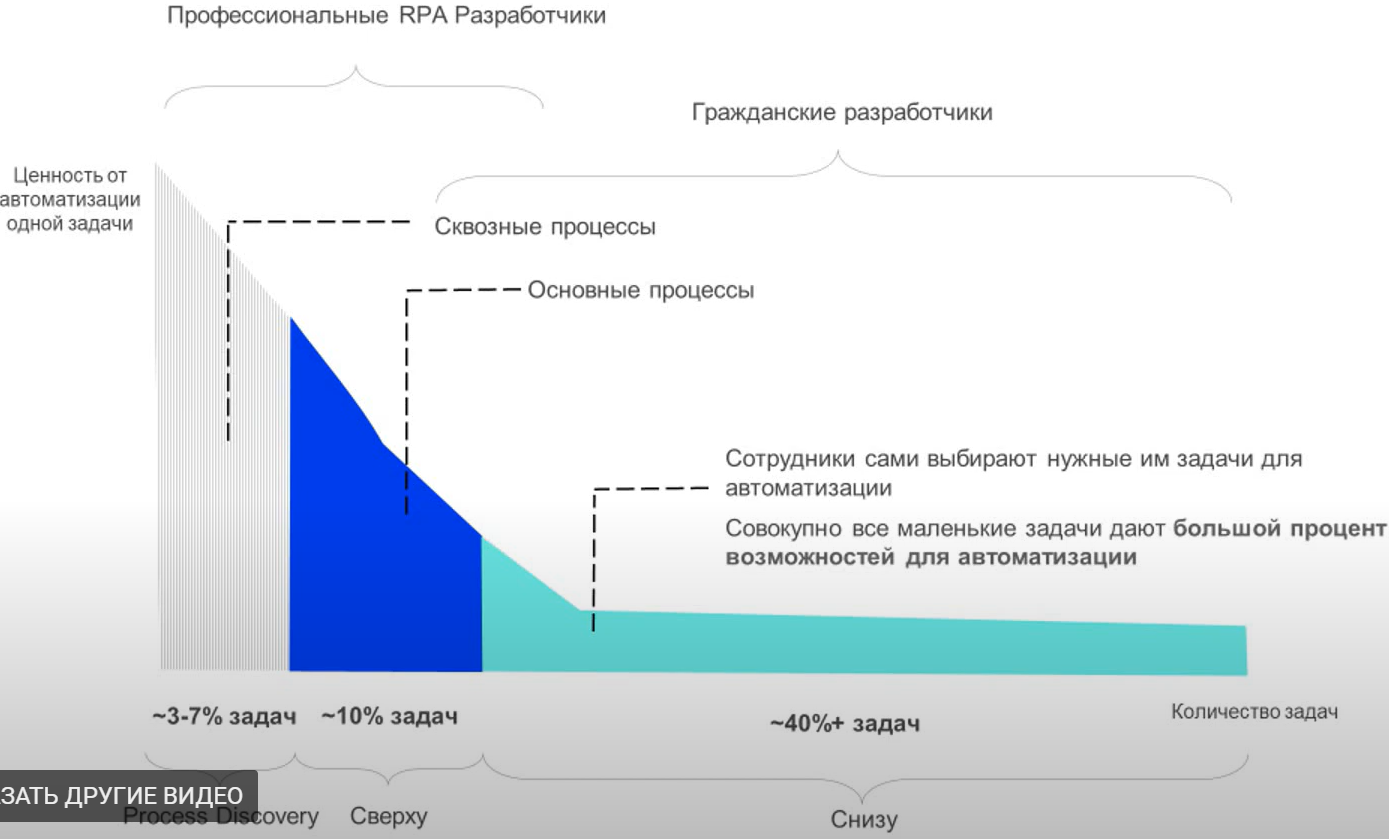 Профессиональные RPA Разработчики
Гражданские разработчики
Ценность от
автоматизации
одной задачи
Сквозные процессы
Основные процессы
Сотрудники сами выбирают нужные им задачи для
автоматизации
Совокупно все маленькие задачи дают большой процент
возможностей для автоматизации
~3-7% задач
~10% задач
~40%+ задач
Количество задач
ЗАТЬ ДРУГИЕ ВИДЕО
Process Discovery
Сверху
Снизу